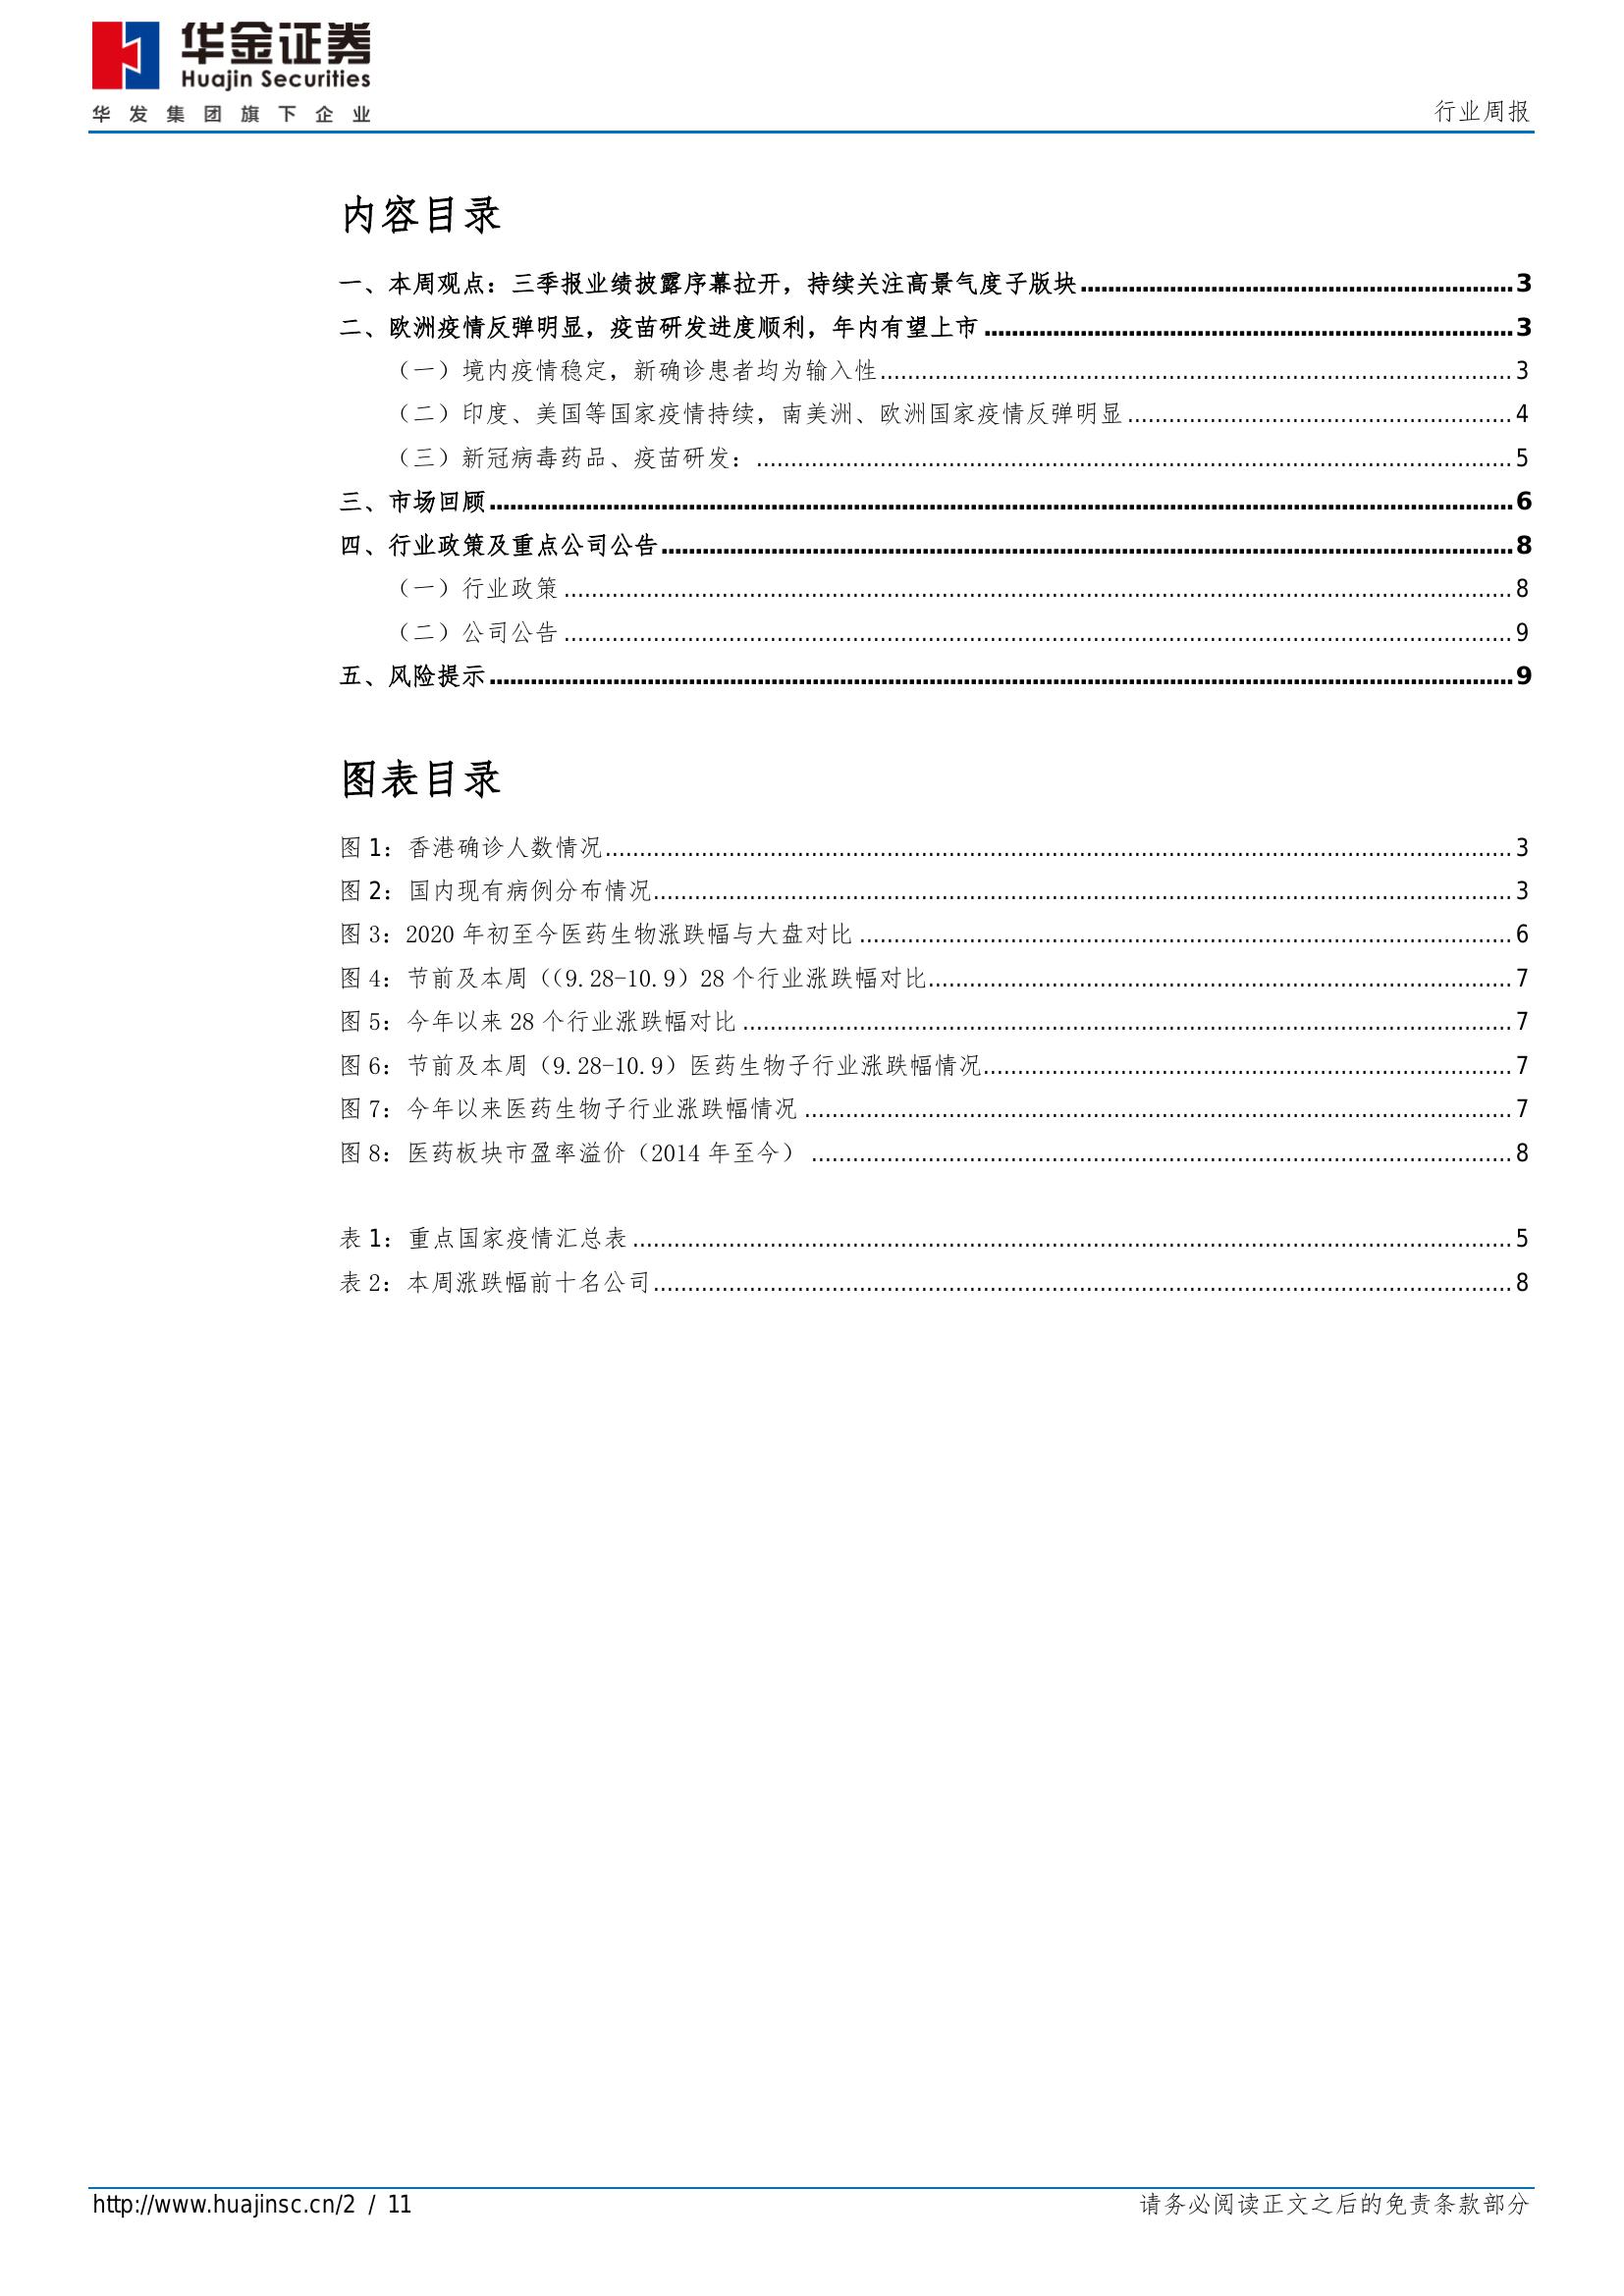 华金证券
Huajin Securities
华发集团旗下企业
行业周报
内容目录
一、本周观点：三季报业绩披露序幕拉开，持续关注高景气度子版块 3
二、欧洲疫情反弹明显，疫苗研发进度顺利，年内有望上市 3
（一）境内疫情稳定，新确诊患者均为输入性 3
（二）印度、美国等国家疫情持续，南美洲、欧洲国家疫情反弹明显 4
（三）新冠病毒药品、疫苗研发： 5
三、市场回顾 6
四、行业政策及重点公司公告 8
（一）行业政策 8
（二）公司公告 9
五、风险提示 9
图表目录
图 1：香港确诊人数情况 3
图 2：国内现有病例分布情况 3
图 3：2020 年初至今医药生物涨跌幅与大盘对比 6
图 4：节前及本周（(9.28-10.9）28 个行业涨跌幅对比 7
图 5：今年以来 28 个行业涨跌幅对比 7
图 6：节前及本周（9.28-10.9）医药生物子行业涨跌幅情况 7
图 7：今年以来医药生物子行业涨跌幅情况 7
图 8：医药板块市盈率溢价（2014 年至今） 8
表 1：重点国家疫情汇总表 5
表 2：本周涨跌幅前十名公司 8
http://www.huajinsc.cn/2 / 11
请务必阅读正文之后的免责条款部分